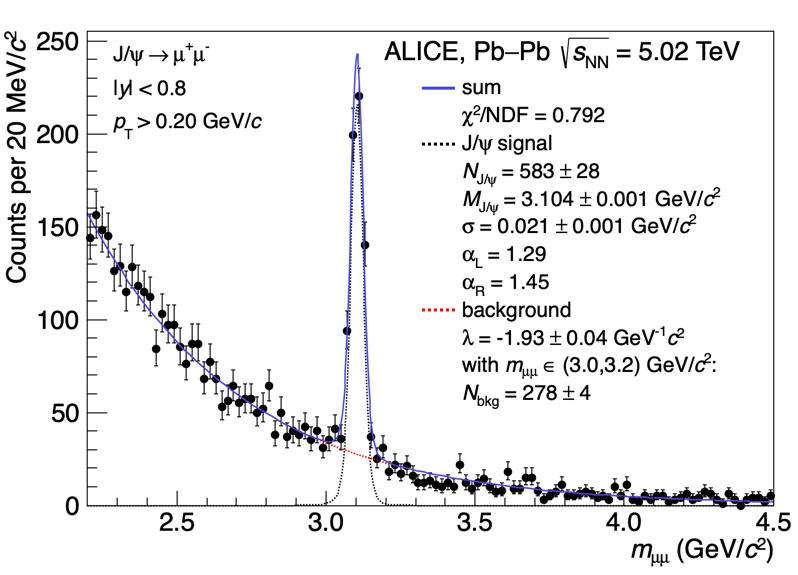 Counts per 20 MeV/c²
250
200
150
100
50
0
J/ψ → μ⁺μ⁻
|y| < 0.8
p_T > 0.20 GeV/c
ALICE, Pb–Pb √s_NN = 5.02 TeV
sum
χ²/NDF = 0.792
J/ψ signal
N_J/ψ = 583 ± 28
M_J/ψ = 3.104 ± 0.001 GeV/c²
σ = 0.021 ± 0.001 GeV/c²
α_L = 1.29
α_R = 1.45
background
λ = -1.93 ± 0.04 GeV⁻¹c²
with m_μμ ∈ (3.0,3.2) GeV/c²:
N_bkg = 278 ± 4
2.5 3.0 3.5 4.0 4.5
m_μμ (GeV/c²)